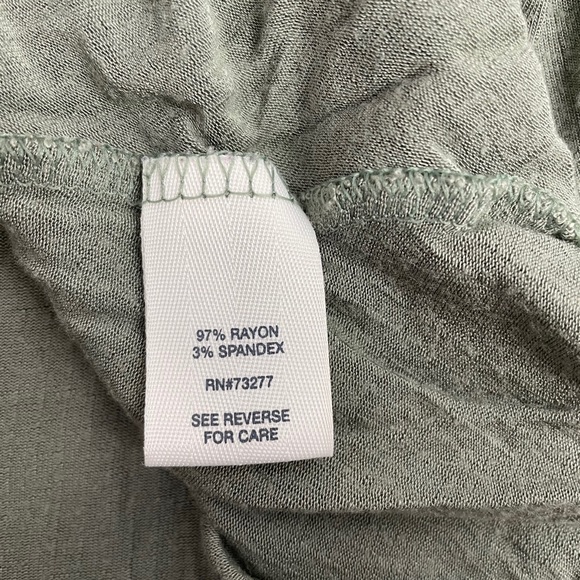 97% RAYON
3% SPANDEX
RN#73277
SEE REVERSE
FOR CARE